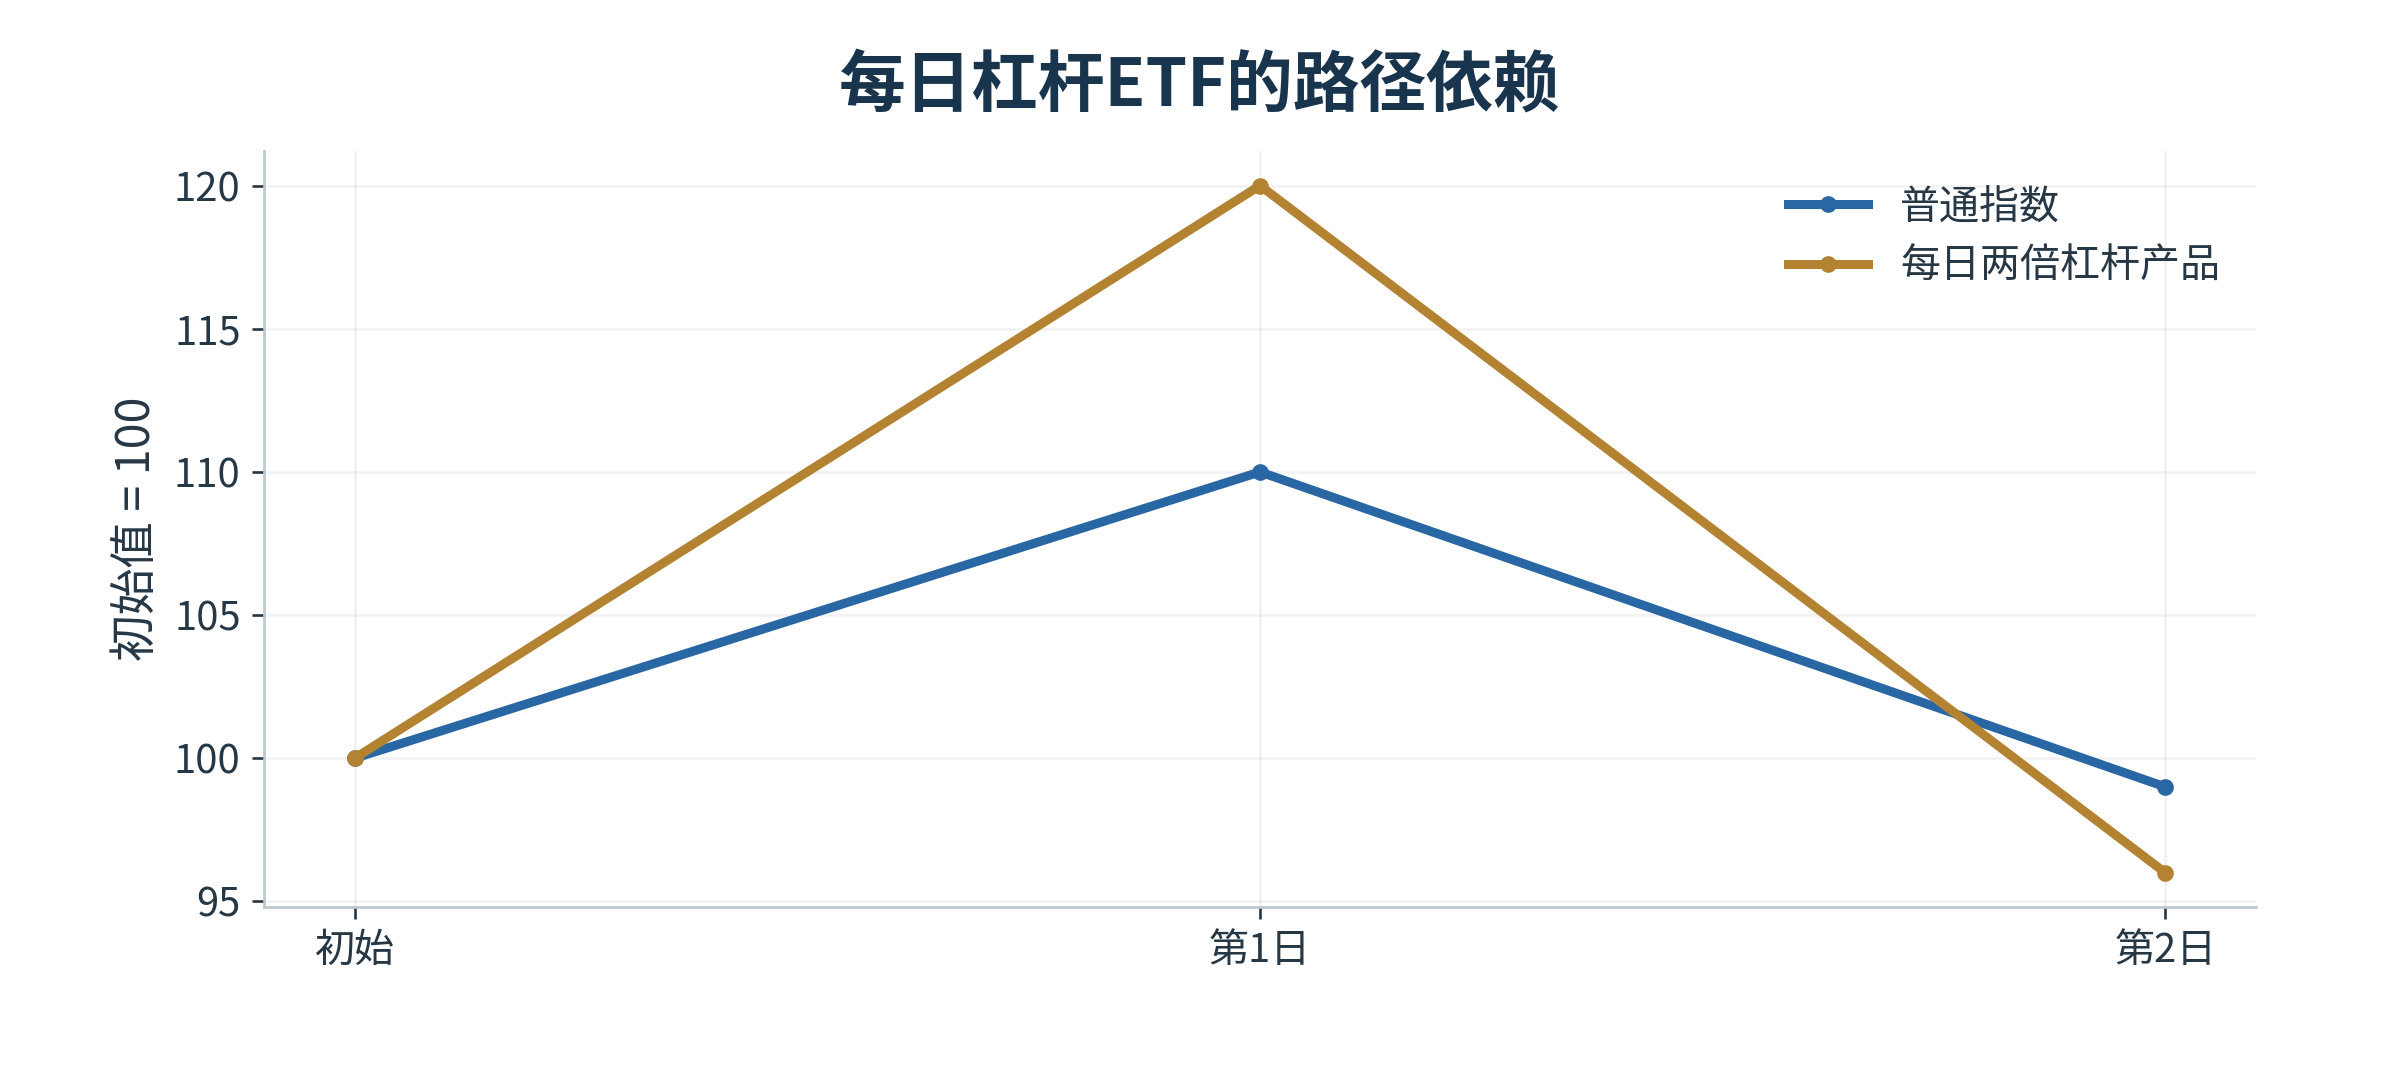 每日杠杆ETF的路径依赖
普通指数
每日两倍杠杆产品
初始值 = 100
120
115
110
105
100
95
初始
第1日
第2日